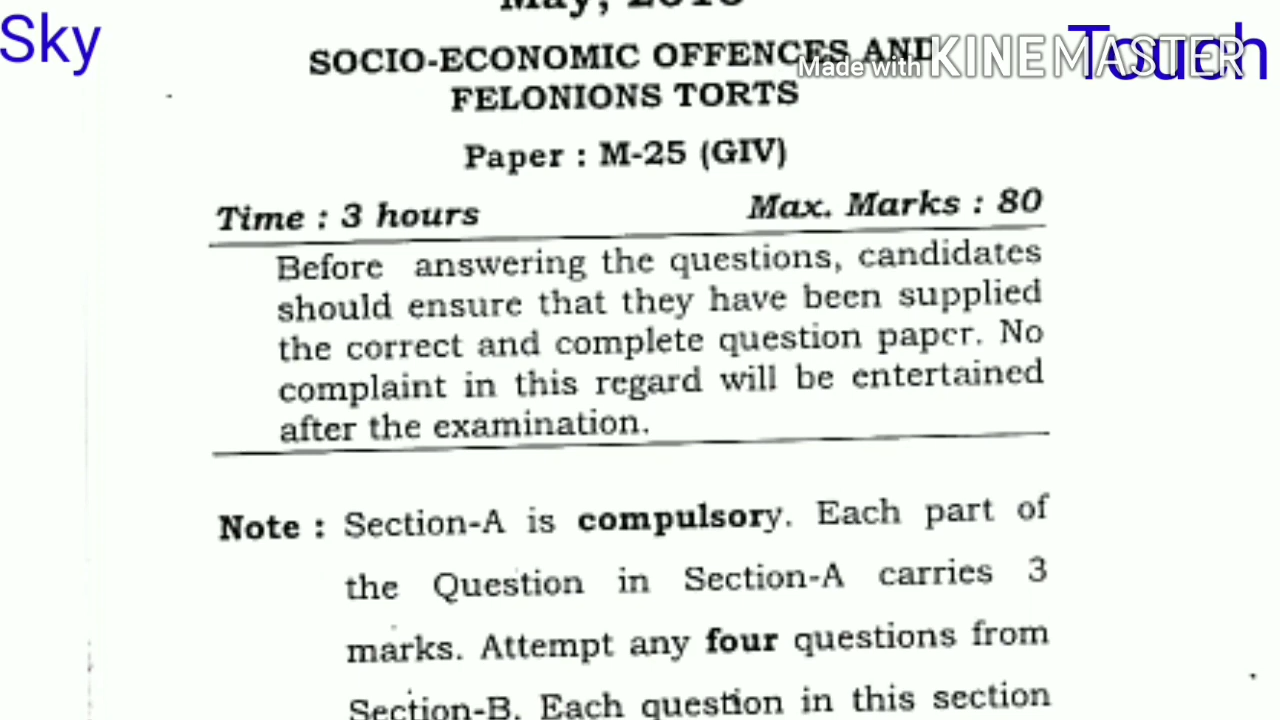 Sky
Touch
Made with KINEMASTER
May, 2018
SOCIO-ECONOMIC OFFENCES AND
FELONIONS TORTS
Paper : M-25 (GIV)
Time : 3 hours Max. Marks : 80
Before answering the questions, candidates
should ensure that they have been supplied
the correct and complete question paper. No
complaint in this regard will be entertained
after the examination.
Note : Section-A is compulsory. Each part of
the Question in Section-A carries 3
marks. Attempt any four questions from
Section-B. Each question in this section